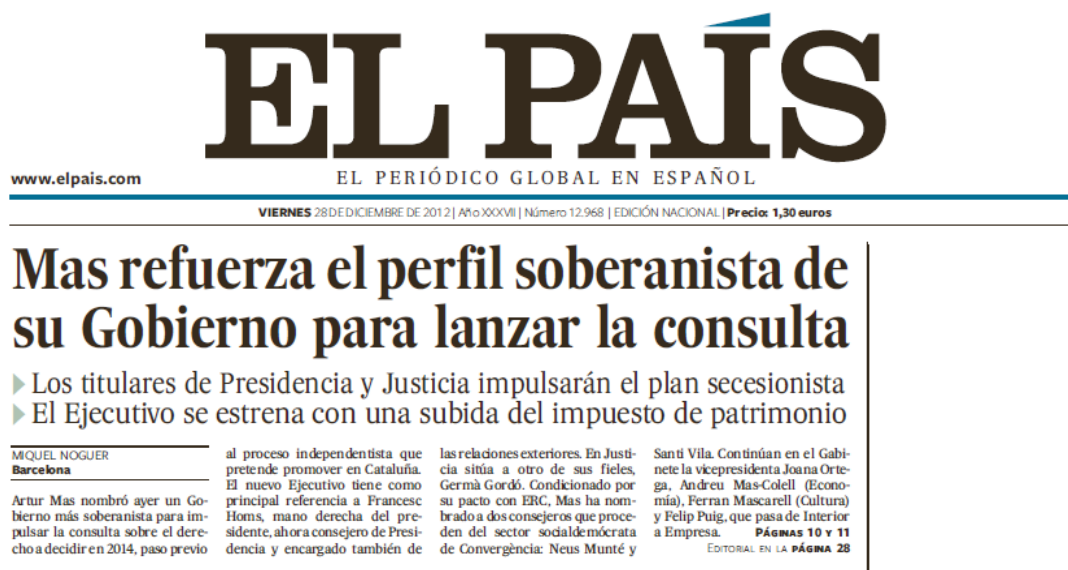 EL PAÍS
www.elpais.com
EL PERIÓDICO GLOBAL EN ESPAÑOL
VIERNES 28 DE DICIEMBRE DE 2012 | Año XXXVII | Número 12.968 | EDICIÓN NACIONAL | Precio: 1,30 euros
Mas refuerza el perfil soberanista de
su Gobierno para lanzar la consulta
Los titulares de Presidencia y Justicia impulsarán el plan secesionista
El Ejecutivo se estrena con una subida del impuesto de patrimonio
MIQUEL NOGUER
Barcelona
Artur Mas nombró ayer un Go-
bierno más soberanista para im-
pulsar la consulta sobre el dere-
cho a decidir en 2014, paso previo
al proceso independentista que
pretende promover en Cataluña.
El nuevo Ejecutivo tiene como
principal referencia a Francesc
Homs, mano derecha del pre-
sidente, ahora consejero de Presi-
dencia y encargado también de
las relaciones exteriores. En Justi-
cia sitúa a otro de sus fieles,
Germà Gordó. Condicionado por
su pacto con ERC, Mas ha nom-
brado a dos consejeros que proce-
den del sector socialdemócrata
de Convergència: Neus Munté y
Santi Vila. Continúan en el Gabi-
nete la vicepresidenta Joana Orte-
ga, Andreu Mas-Colell (Econo-
mía), Ferran Mascarell (Cultura)
y Felip Puig, que pasa de Interior
a Empresa. PÁGINAS 10 Y 11
EDITORIAL EN LA PÁGINA 28